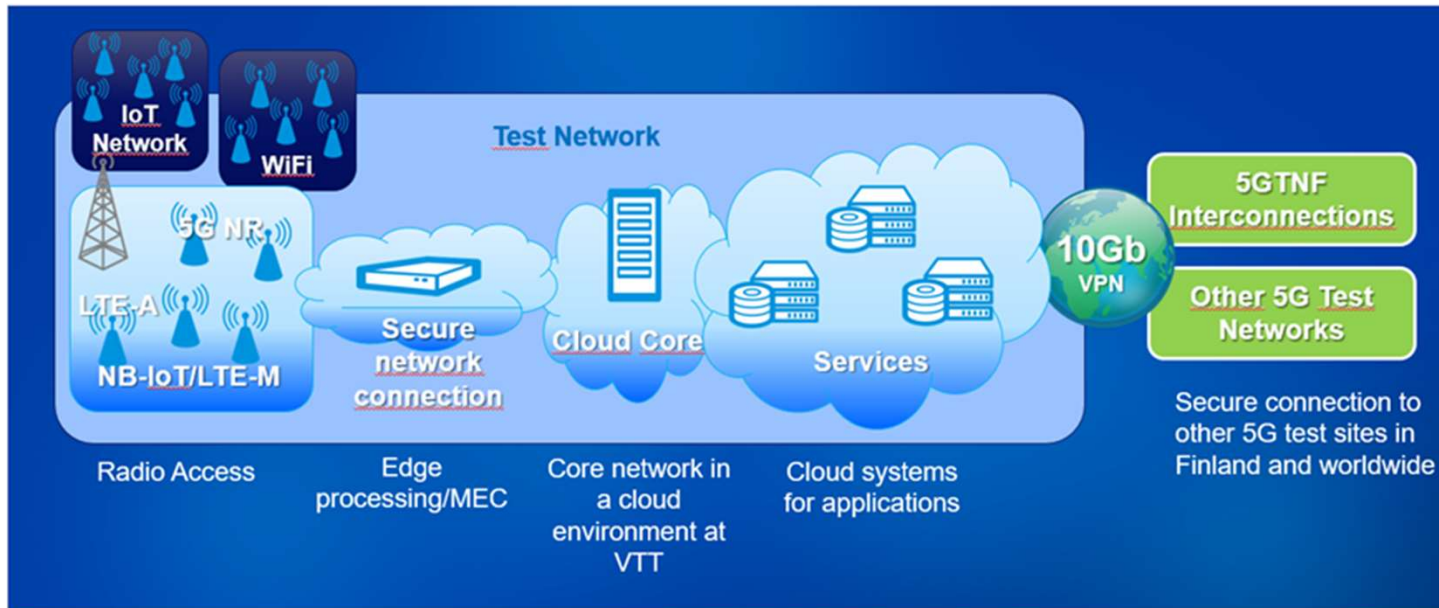 IoT
Network
WiFi
Test Network
5G NR
LTE-A
NB-IoT/LTE-M
Secure
network
connection
Cloud Core
Services
10Gb
VPN
5GTNF
Interconnections
Other 5G Test
Networks
Radio Access
Edge
processing/MEC
Core network in
a cloud
environment at
VTT
Cloud systems
for applications
Secure connection to
other 5G test sites in
Finland and worldwide